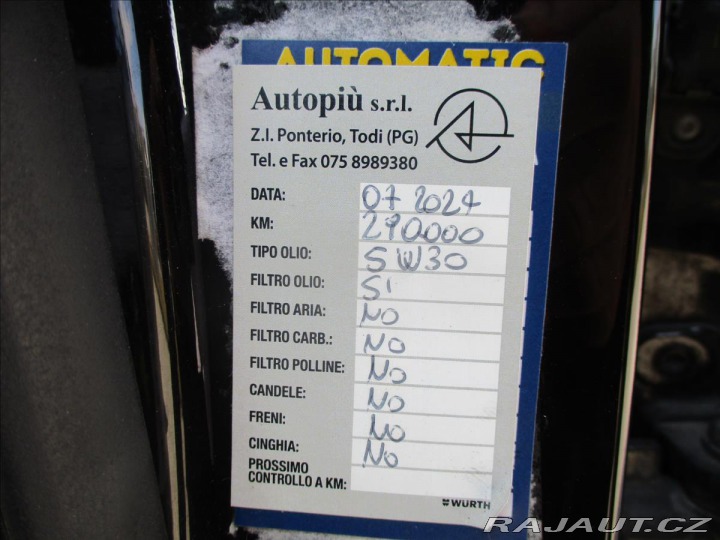 AUTOMATIC
Autopiù s.r.l.
Z.I. Ponterio, Todi (PG)
Tel. e Fax 075 8989380
DATA: 07 2024
KM: 290000
TIPO OLIO: 5W30
FILTRO OLIO: SI
FILTRO ARIA: NO
FILTRO CARB.: NO
FILTRO POLLINE: NO
CANDELE: NO
FRENI: NO
CINGHIA: NO
PROSSIMO
CONTROLLO A KM:
WÜRTH
RAJAUT.CZ